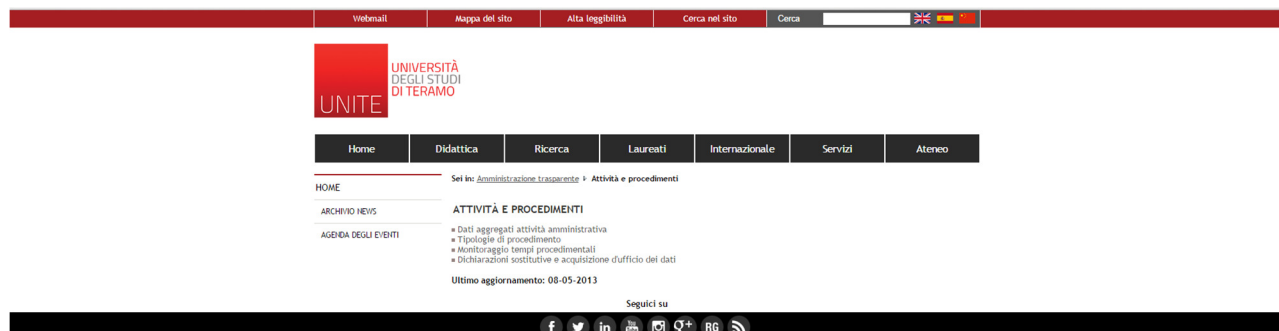 Webmail Mappa del sito Alta leggibilità Cerca nel sito Cerca
UNITE
UNIVERSITÀ
DEGLI STUDI
DI TERAMO
Home Didattica Ricerca Laureati Internazionale Servizi Ateneo
HOME
ARCHIVIO NEWS
AGENDA DEGLI EVENTI
Sei in: Amministrazione trasparente Attività e procedimenti
ATTIVITÀ E PROCEDIMENTI
Dati aggregati attività amministrativa
Tipologie di procedimento
Monitoraggio tempi procedimentali
Dichiarazioni sostitutive e acquisizione d'ufficio dei dati
Ultimo aggiornamento: 08-05-2013
Seguici su
f in You g+ RG